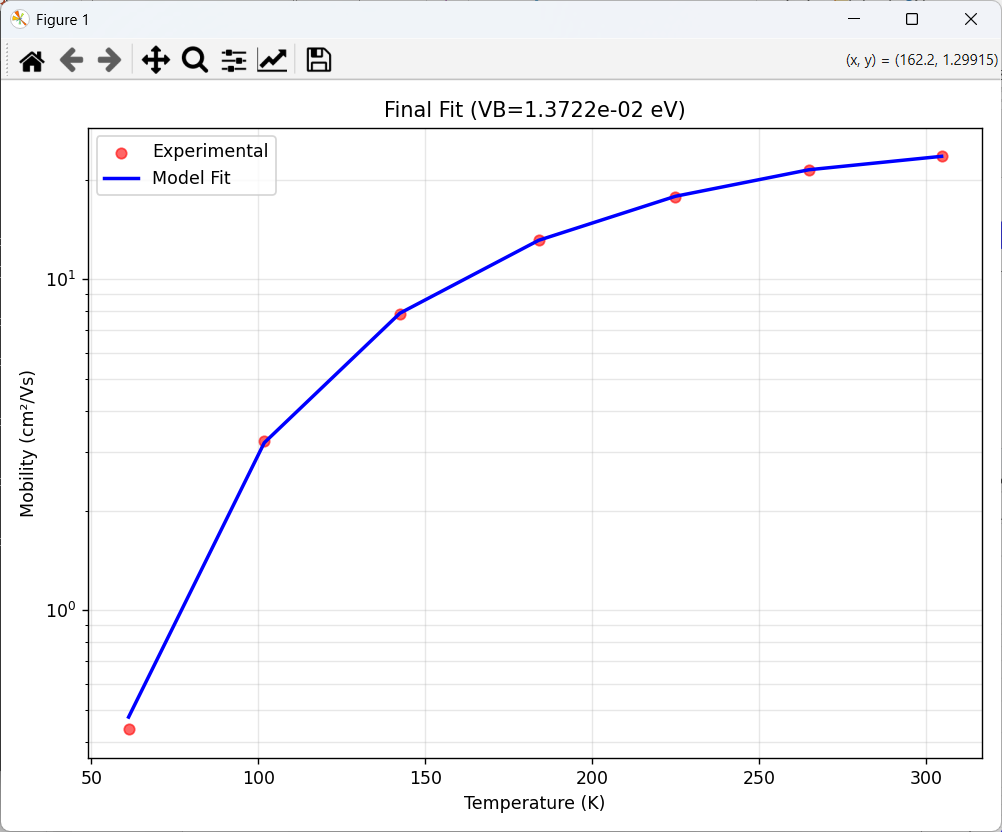 Figure 1
(x, y) = (162.2, 1.29915)
Final Fit (VB=1.3722e-02 eV)
Experimental
Model Fit
10¹
10⁰
Mobility (cm²/Vs)
50 100 150 200 250 300
Temperature (K)